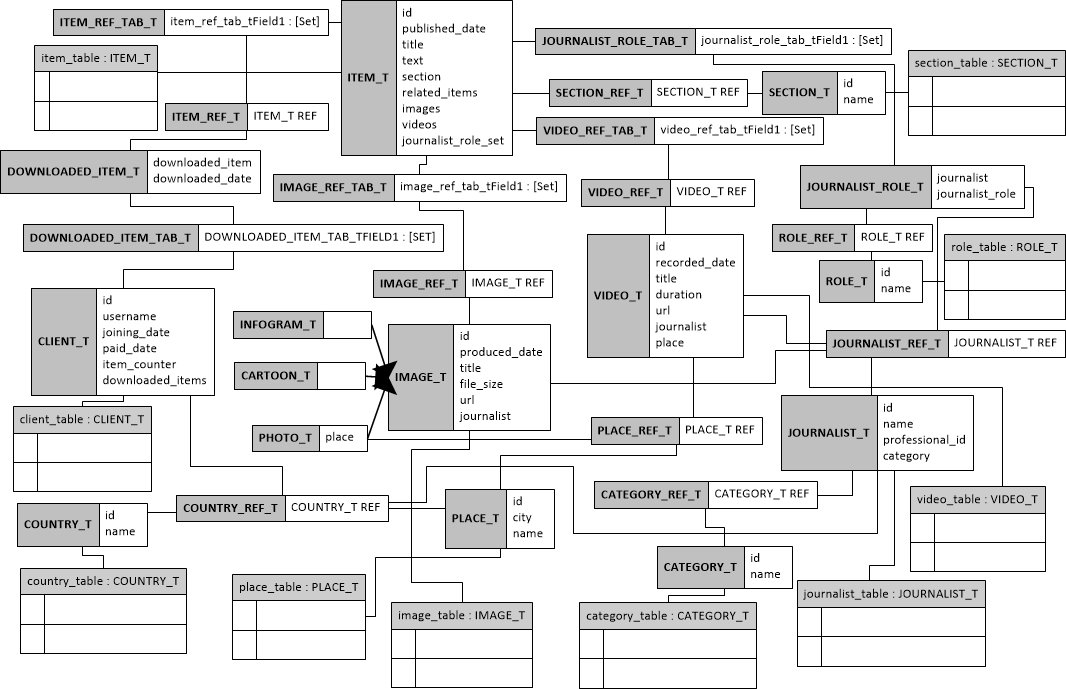 ITEM_REF_TAB_T item_ref_tab_tField1 : [Set]
item_table : ITEM_T
ITEM_T
id
published_date
title
text
section
related_items
images
videos
journalist_role_set
JOURNALIST_ROLE_TAB_T journalist_role_tab_tField1 : [Set]
SECTION_REF_T SECTION_T REF
SECTION_T
id
name
section_table : SECTION_T
ITEM_REF_T ITEM_T REF
VIDEO_REF_TAB_T video_ref_tab_tField1 : [Set]
DOWNLOADED_ITEM_T
downloaded_item
downloaded_date
IMAGE_REF_TAB_T image_ref_tab_tField1 : [Set]
VIDEO_REF_T VIDEO_T REF
JOURNALIST_ROLE_T
journalist
journalist_role
DOWNLOADED_ITEM_TAB_T DOWNLOADED_ITEM_TAB_TFIELD1 : [SET]
ROLE_REF_T ROLE_T REF
role_table : ROLE_T
ROLE_T
id
name
IMAGE_REF_T IMAGE_T REF
VIDEO_T
id
recorded_date
title
duration
url
journalist
place
CLIENT_T
id
username
joining_date
paid_date
item_counter
downloaded_items
INFOGRAM_T
CARTOON_T
PHOTO_T place
IMAGE_T
id
produced_date
title
file_size
url
journalist
JOURNALIST_REF_T JOURNALIST_T REF
client_table : CLIENT_T
PLACE_REF_T PLACE_T REF
JOURNALIST_T
id
name
professional_id
category
CATEGORY_REF_T CATEGORY_T REF
video_table : VIDEO_T
COUNTRY_REF_T COUNTRY_T REF
COUNTRY_T
id
name
PLACE_T
id
city
name
CATEGORY_T
id
name
country_table : COUNTRY_T
place_table : PLACE_T
image_table : IMAGE_T
category_table : CATEGORY_T
journalist_table : JOURNALIST_T